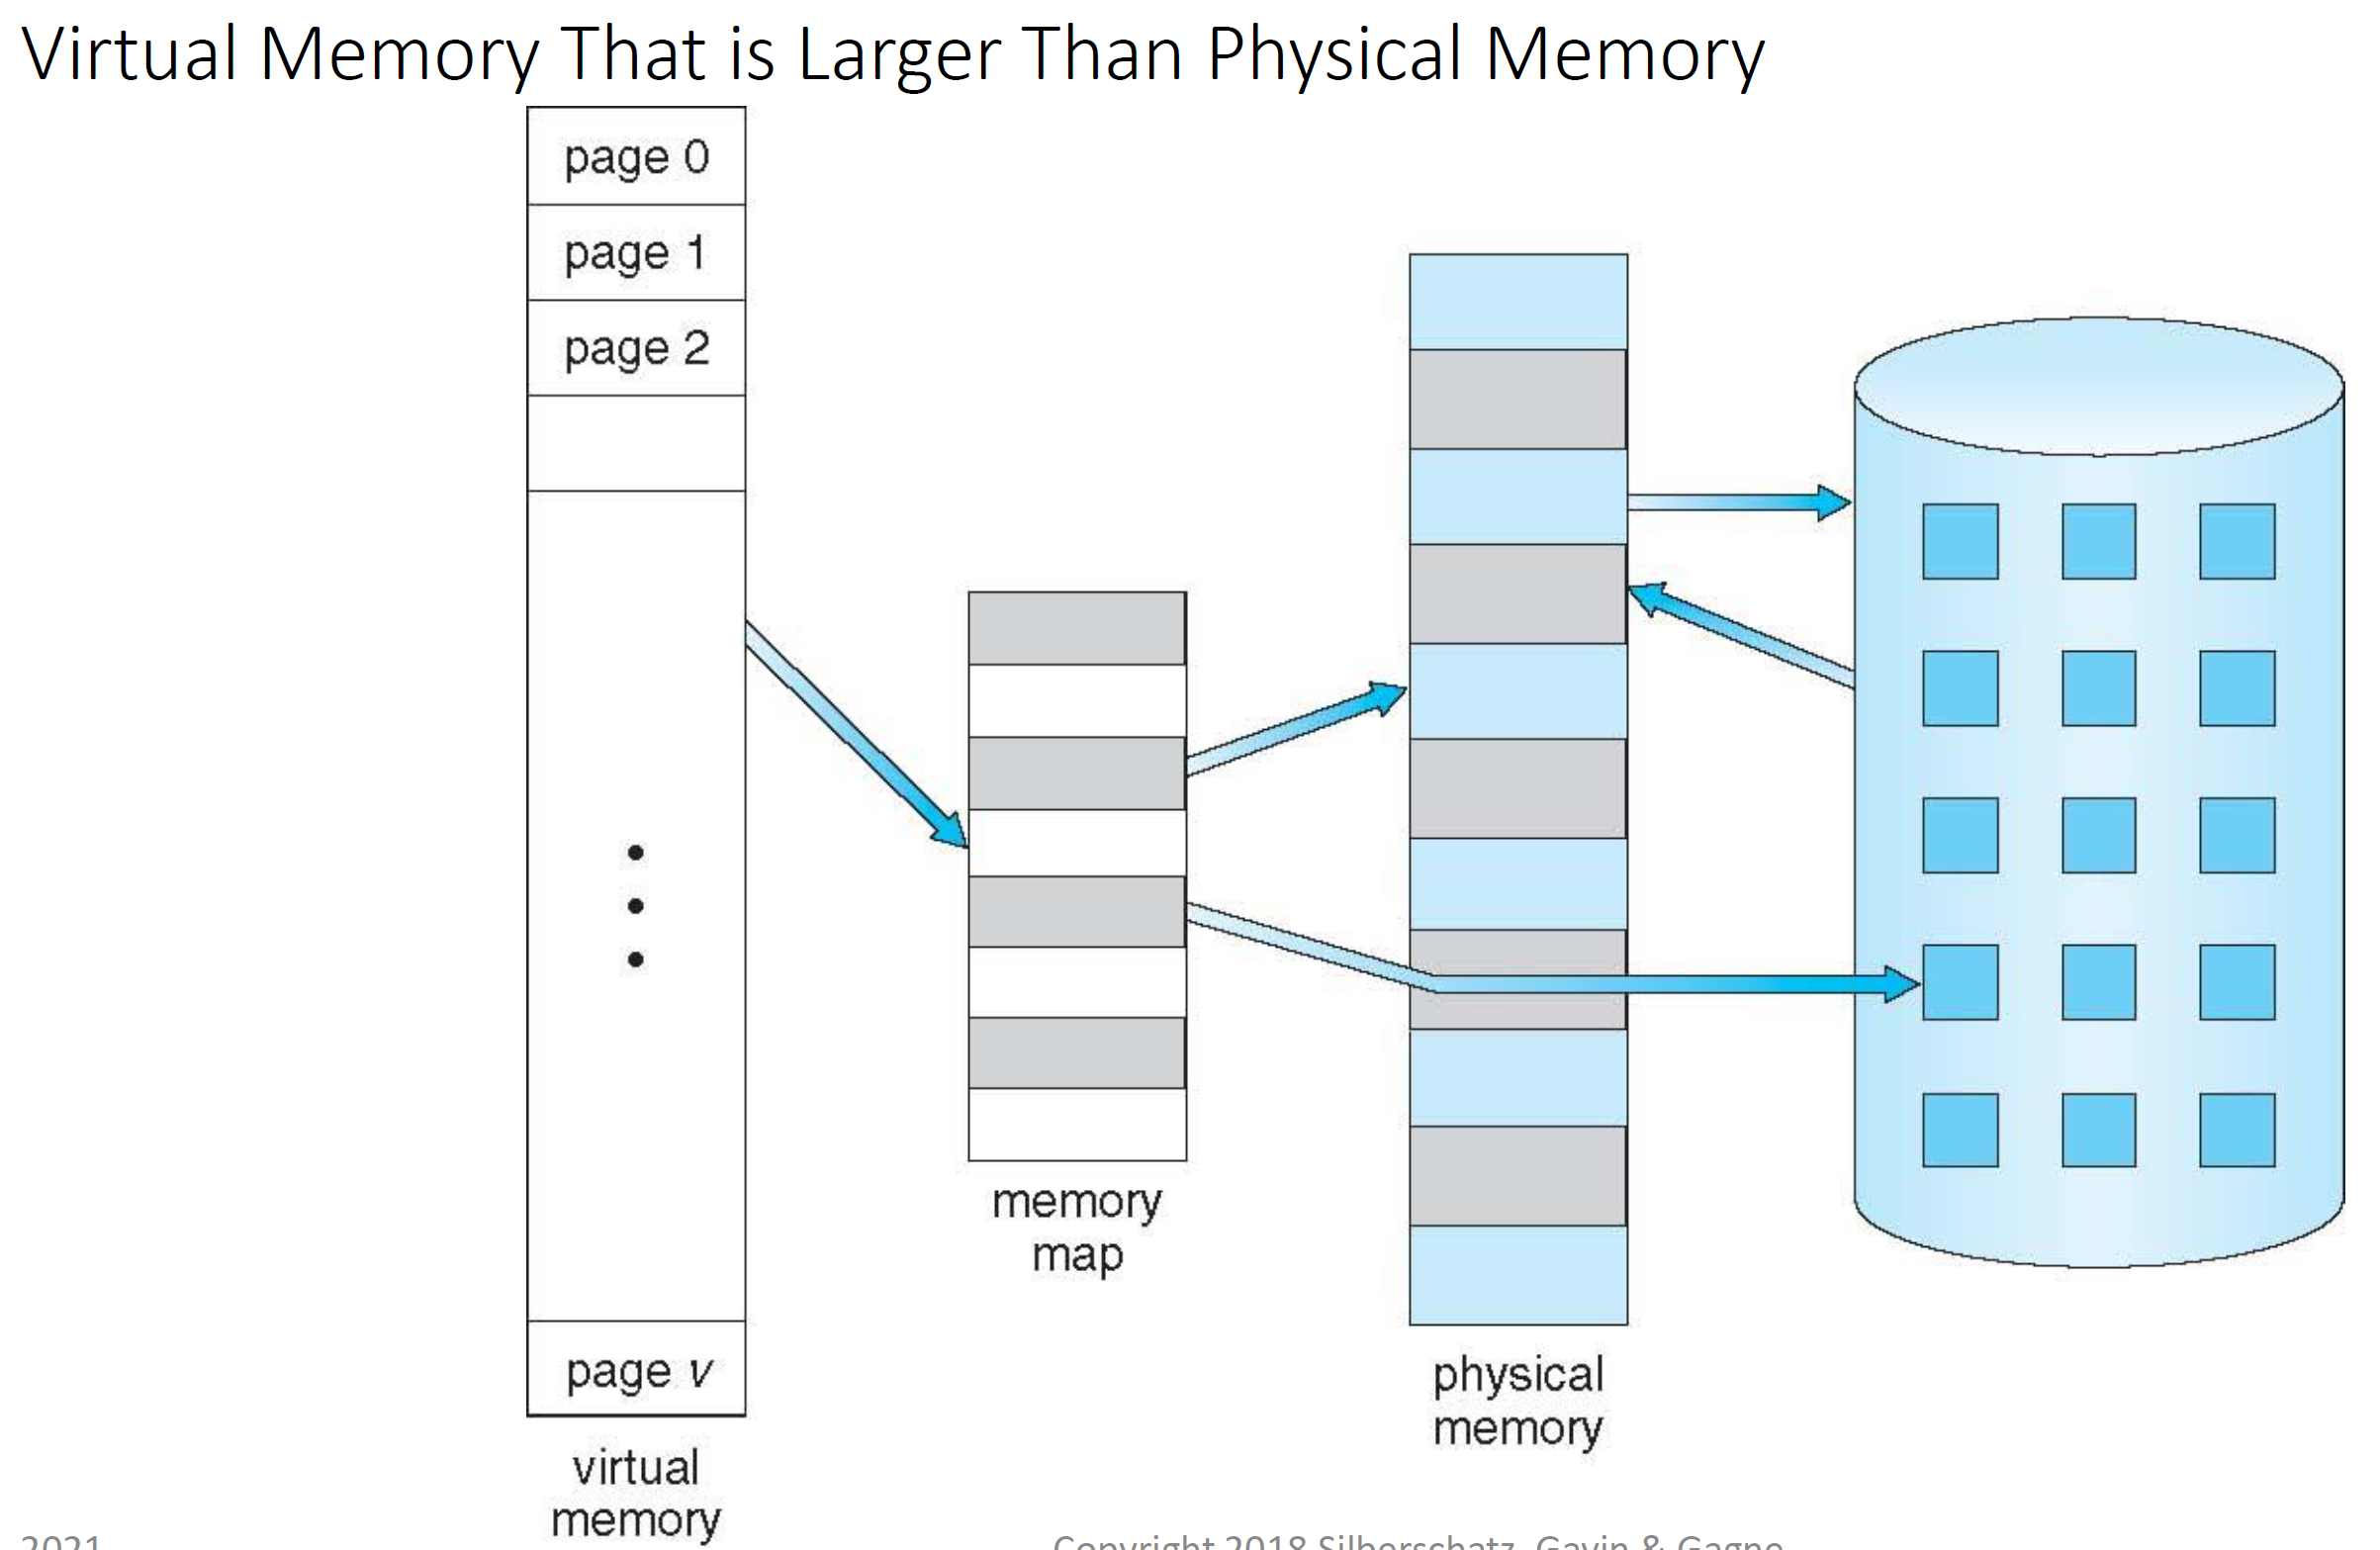 Virtual Memory That is Larger Than Physical Memory
page 0
page 1
page 2
page v
virtual
memory
memory
map
physical
memory
2021
Copyright 2018 Silberschatz, Gavin & Gagne